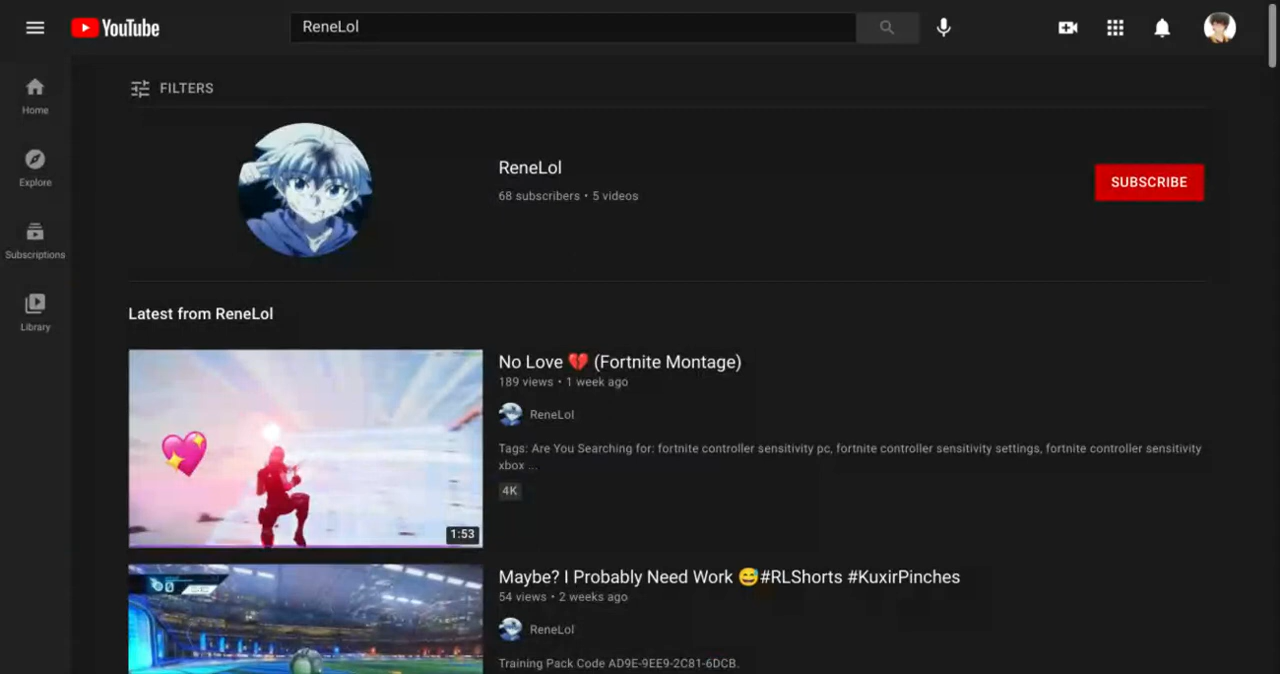 YouTube
ReneLol
FILTERS
Home
Explore
Subscriptions
Library
ReneLol
68 subscribers • 5 videos
SUBSCRIBE
Latest from ReneLol
No Love 💔 (Fortnite Montage)
189 views • 1 week ago
ReneLol
Tags: Are You Searching for: fortnite controller sensitivity pc, fortnite controller sensitivity settings, fortnite controller sensitivity
xbox ...
4K
1:53
Maybe? I Probably Need Work 😅#RLShorts #KuxirPinches
54 views • 2 weeks ago
ReneLol
Training Pack Code AD9E-9EE9-2C81-6DCB.